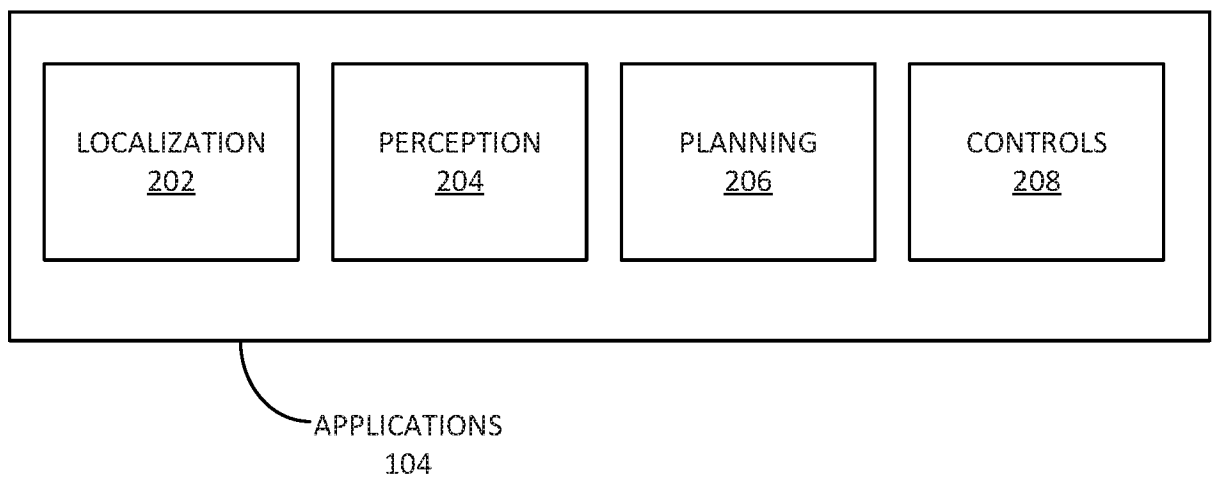 LOCALIZATION
202
PERCEPTION
204
PLANNING
206
CONTROLS
208
APPLICATIONS
104